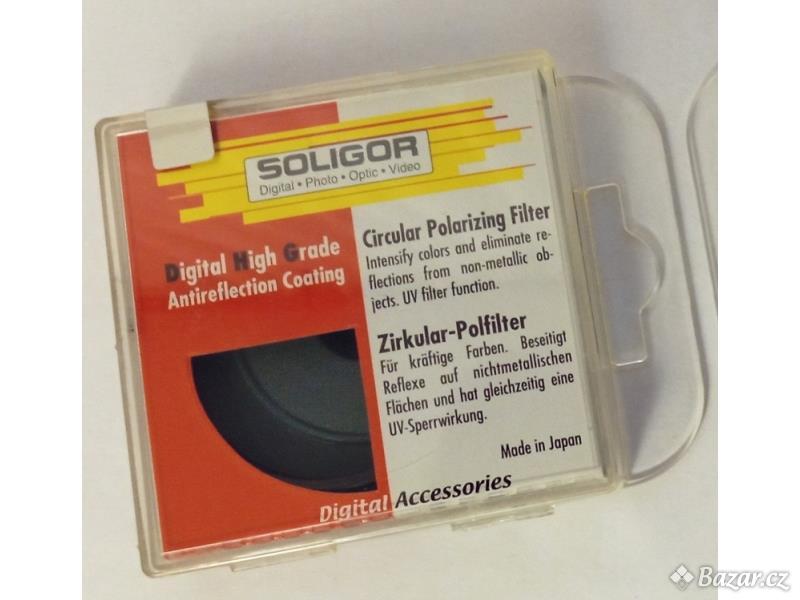 SOLIGOR
Digital • Photo • Optic • Video
Digital High Grade
Antireflection Coating
Circular Polarizing Filter
Intensify colors and eliminate re-
flections from non-metallic ob-
jects. UV filter function.
Zirkular-Polfilter
Für kräftige Farben. Beseitigt
Reflexe auf nichtmetallischen
Flächen und hat gleichzeitig eine
UV-Sperrwirkung.
Made in Japan
Digital Accessories
Bazar.cz